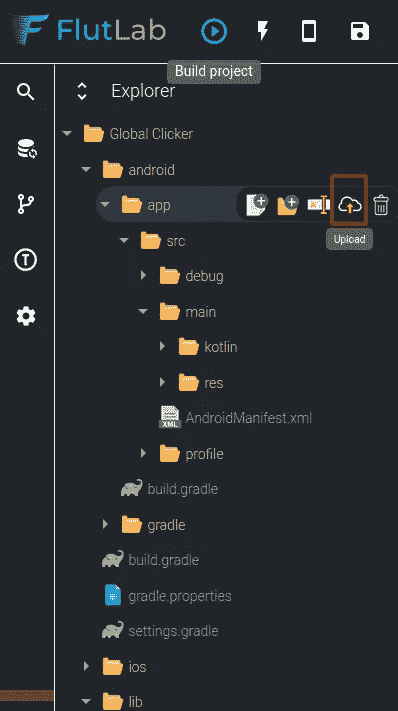 FlutLab
Build project
Explorer
Global Clicker
android
app
Upload
src
debug
main
kotlin
res
XML
AndroidManifest.xml
profile
build.gradle
gradle
build.gradle
gradle.properties
settings.gradle
ios
lib
T